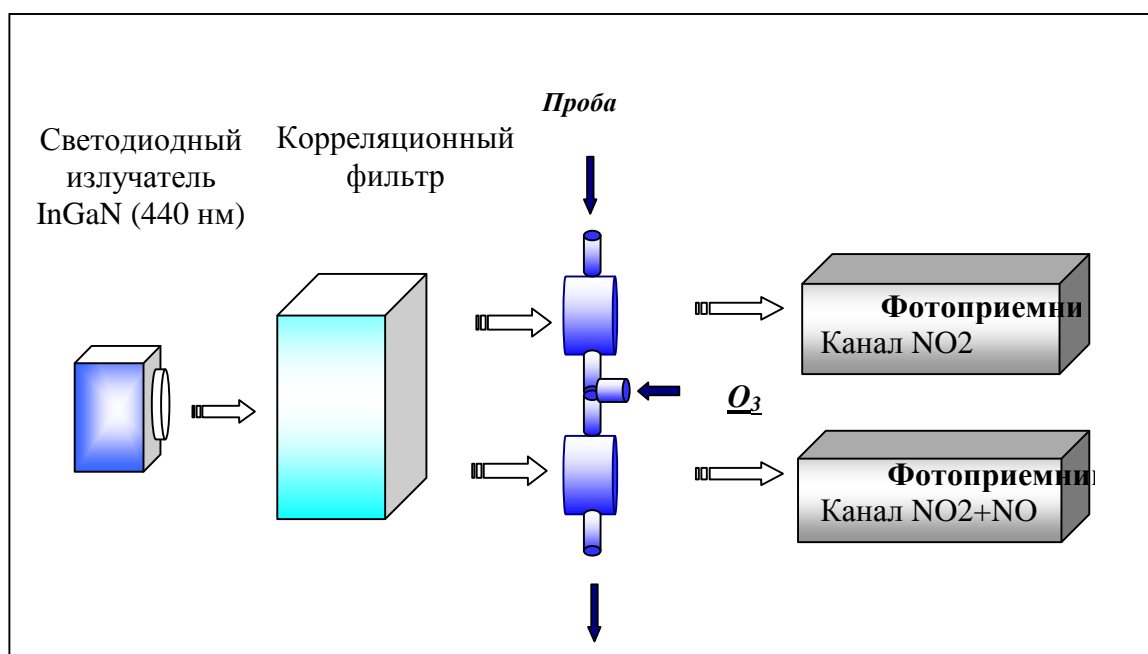 Проба
Светодиодный
излучатель
InGaN (440 нм)
Корреляционный
фильтр
Фотоприемни
Канал NO2
O3
Фотоприемни
Канал NO2+NO